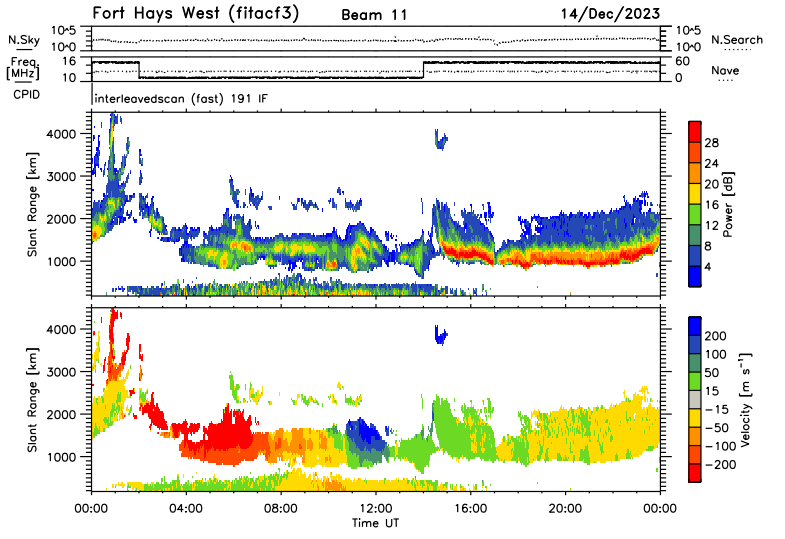 Fort Hays West (fitacf3) Beam 11 14/Dec/2023
N.Sky 10^5 10^0 10^5 10^0 N.Search
Freq. [MHz] 16 10 60 0 Nave
CPID interleavedscan (fast) 191 IF
Slant Range [km]
4000
3000
2000
1000
Power [dB]
28
24
20
16
12
8
4
Slant Range [km]
4000
3000
2000
1000
Velocity [m s⁻¹]
200
100
50
15
−15
−50
−100
−200
00:00 04:00 08:00 12:00 16:00 20:00 00:00
Time UT